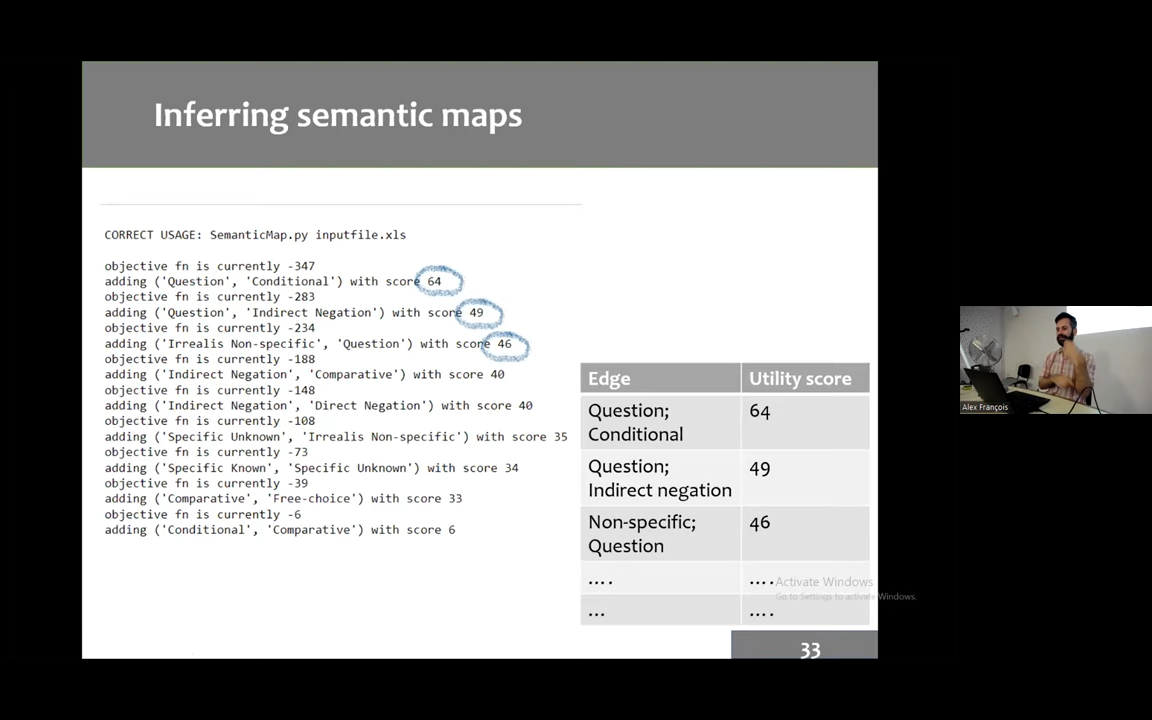 Inferring semantic maps
CORRECT USAGE: SemanticMap.py inputfile.xls
objective fn is currently -347
adding ('Question', 'Conditional') with score 64
objective fn is currently -283
adding ('Question', 'Indirect Negation') with score 49
objective fn is currently -234
adding ('Irrealis Non-specific', 'Question') with score 46
objective fn is currently -188
adding ('Indirect Negation', 'Comparative') with score 40
objective fn is currently -148
adding ('Indirect Negation', 'Direct Negation') with score 40
objective fn is currently -108
adding ('Specific Unknown', 'Irrealis Non-specific') with score 35
objective fn is currently -73
adding ('Specific Known', 'Specific Unknown') with score 34
objective fn is currently -39
adding ('Comparative', 'Free-choice') with score 33
objective fn is currently -6
adding ('Conditional', 'Comparative') with score 6
Edge Utility score
Question; 64
Conditional
Question; 49
Indirect negation
Non-specific; 46
Question
.... ....
... ....
Activate Windows
Go to Settings to activate Windows.
33
Alex François